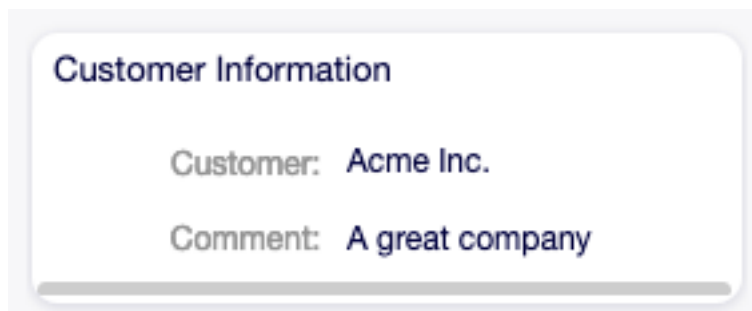 Customer Information
Customer: Acme Inc.
Comment: A great company